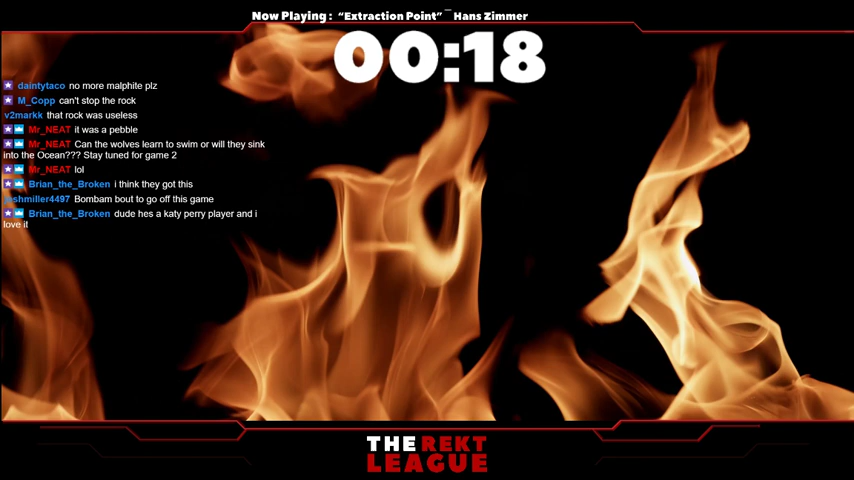 Now Playing : "Extraction Point" ¯ Hans Zimmer
00:18
daintytaco no more malphite plz
M_Copp can't stop the rock
v2markk that rock was useless
Mr_NEAT it was a pebble
Mr_NEAT Can the wolves learn to swim or will they sink
into the Ocean??? Stay tuned for game 2
Mr_NEAT lol
Brian_the_Broken i think they got this
shmiller4497 Bombam bout to go off this game
Brian_the_Broken dude hes a katy perry player and i
love it
THE REKT
LEAGUE